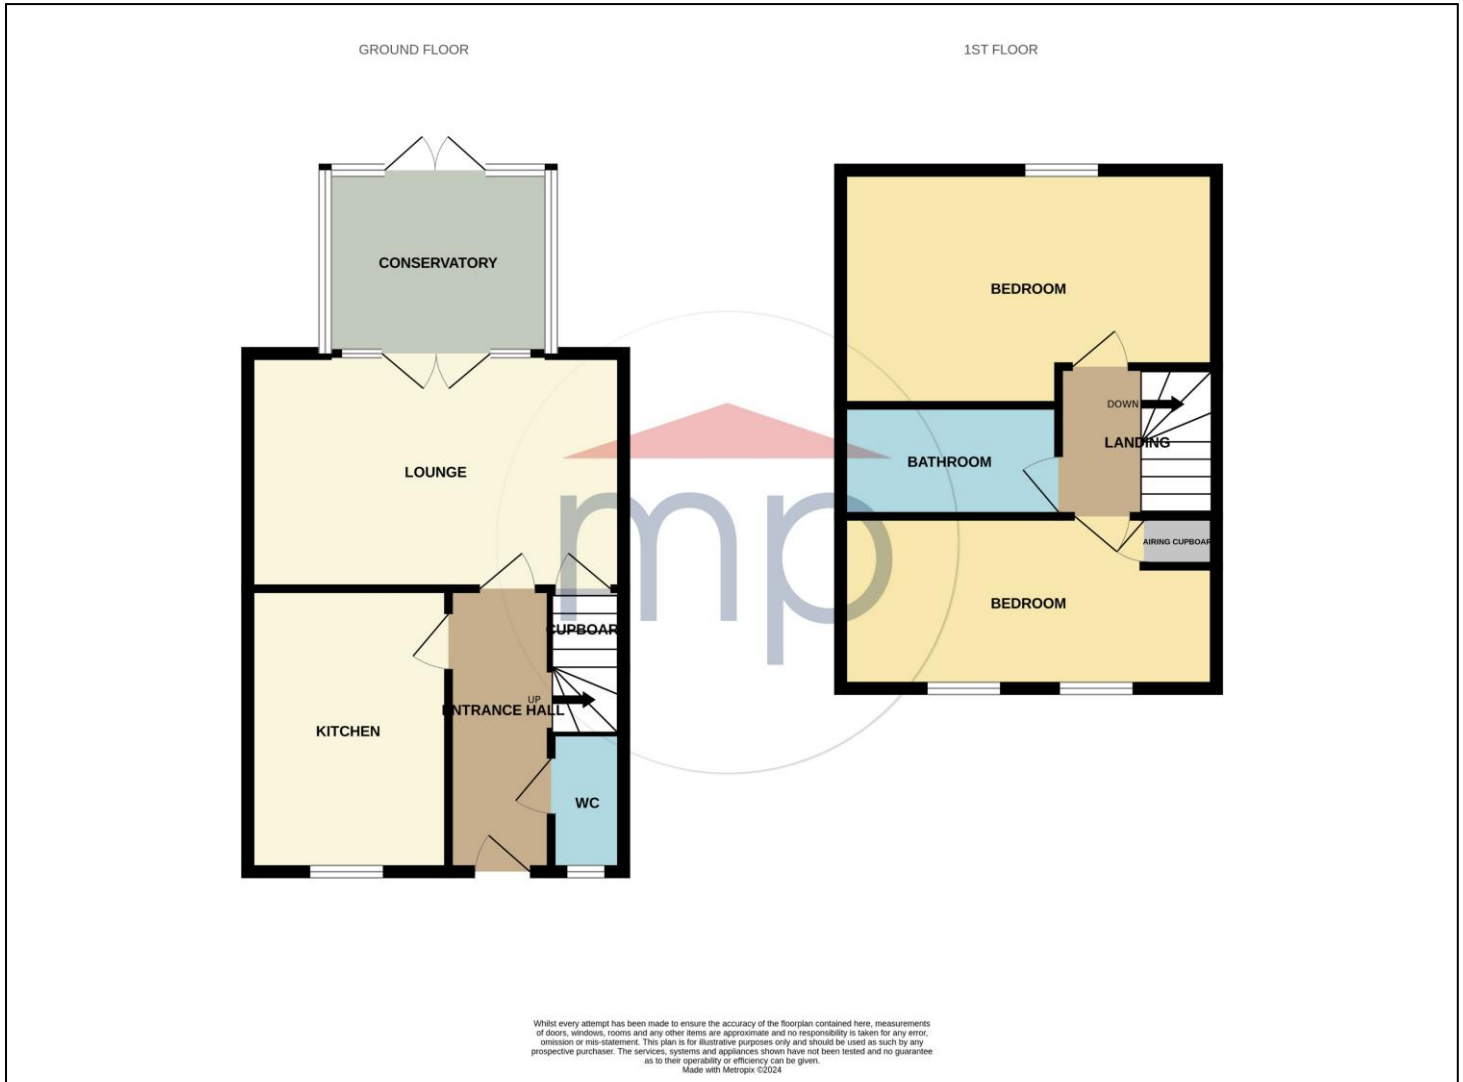 GROUND FLOOR
1ST FLOOR
CONSERVATORY
LOUNGE
CUPBOAR
UP
ENTRANCE HALL
KITCHEN
WC
BEDROOM
DOWN
LANDING
BATHROOM
AIRING CUPBOAR
BEDROOM
mp
Whilst every attempt has been made to ensure the accuracy of the floorplan contained here, measurements
of doors, windows, rooms and any other items are approximate and no responsibility is taken for any error,
omission or mis-statement. This plan is for illustrative purposes only and should be used as such by any
prospective purchaser. The services, systems and appliances shown have not been tested and no guarantee
as to their operability or efficiency can be given.
Made with Metropix ©2024